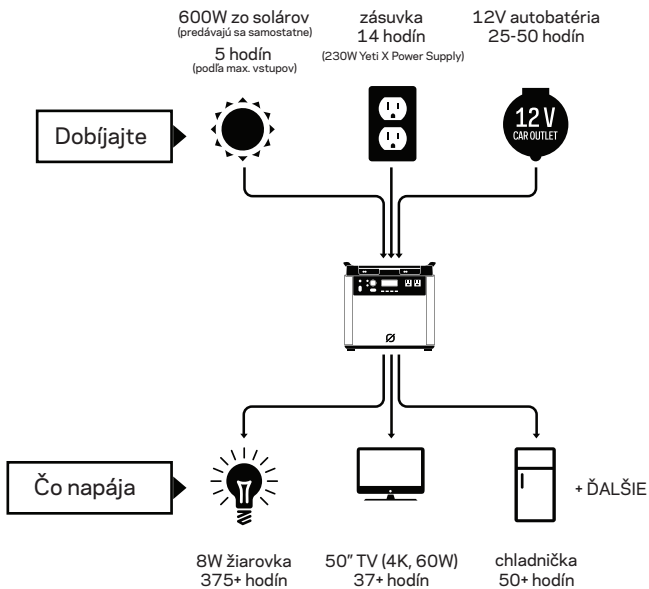 600W zo solárov
(predávajú sa samostatne)
5 hodín
(podľa max. vstupov)
zásuvka
14 hodín
(230W Yeti X Power Supply)
12V autobatéria
25-50 hodín
Dobíjajte
12 V
CAR OUTLET
Čo napája
+ ĎALŠIE
8W žiarovka
375+ hodín
50” TV (4K, 60W)
37+ hodín
chladnička
50+ hodín